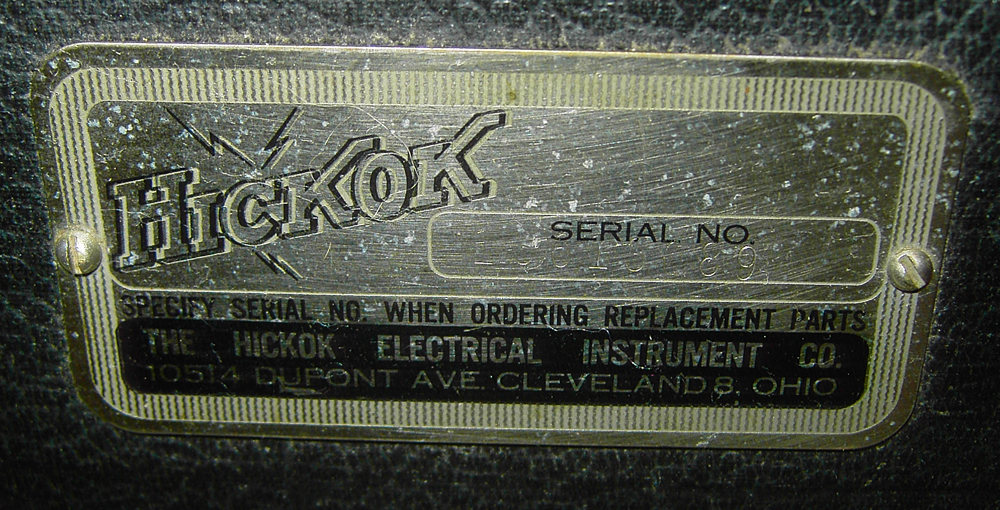 HICKOK
SERIAL NO.
SPECIFY SERIAL NO. WHEN ORDERING REPLACEMENT PARTS
THE HICKOK ELECTRICAL INSTRUMENT CO.
10514 DUPONT AVE. CLEVELAND 8, OHIO